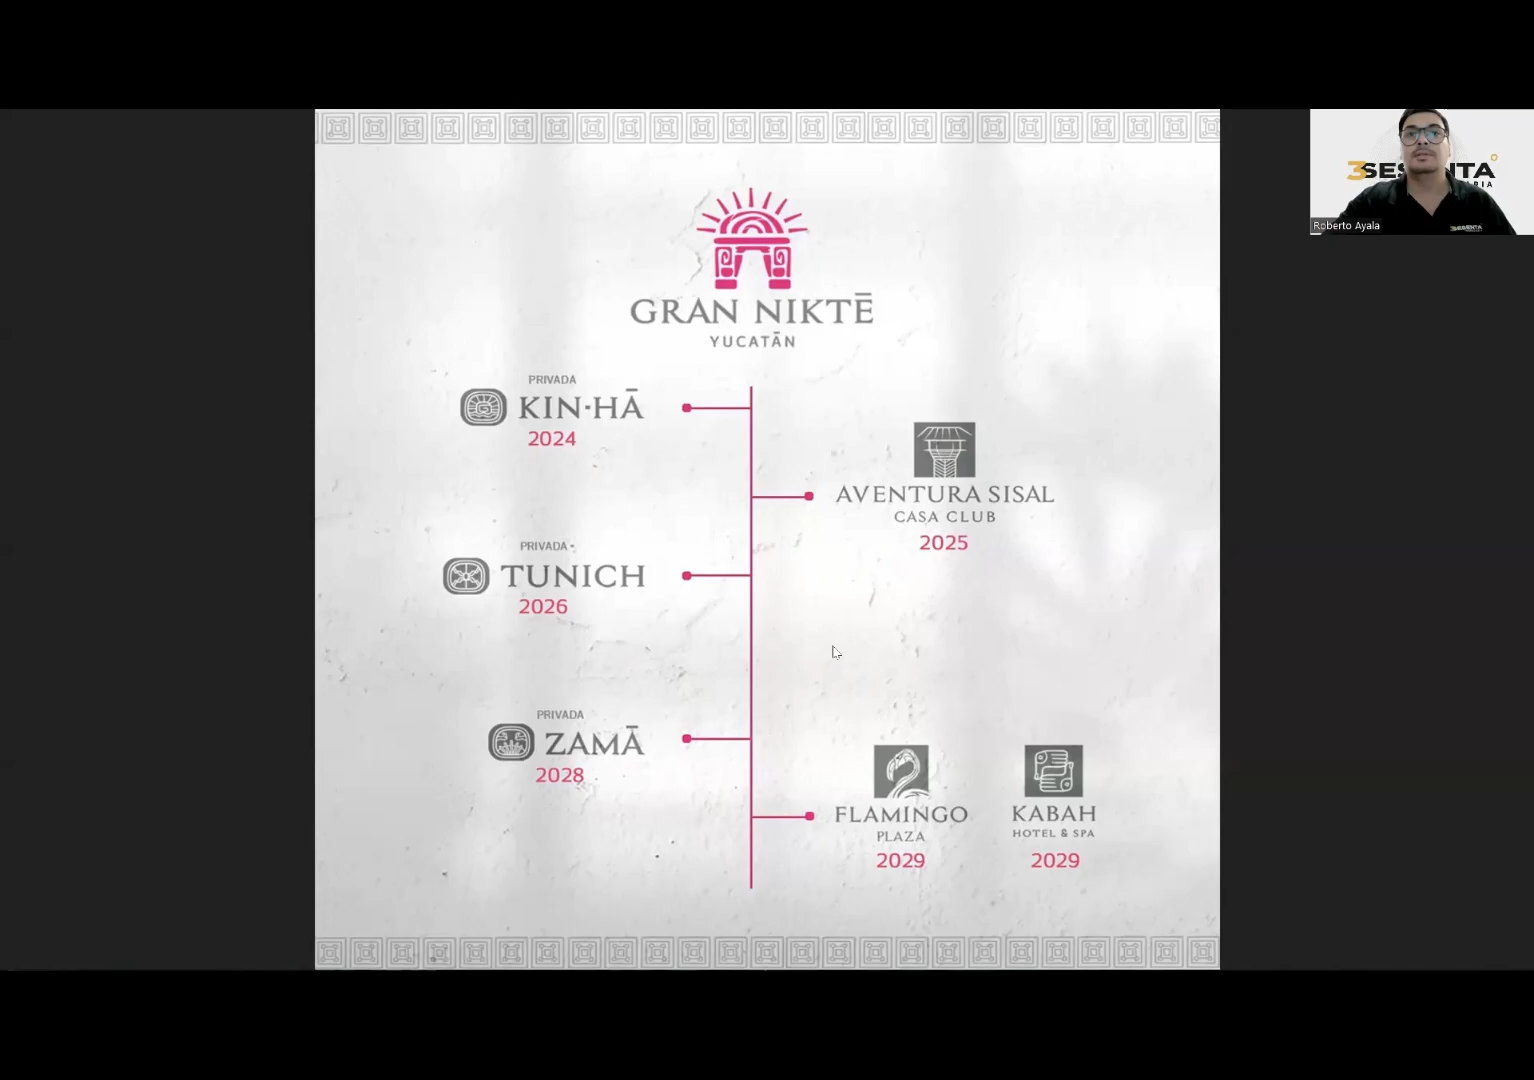 GRAN NIKTĒ
YUCATĀN
PRIVADA
KIN·HĀ
2024
AVENTURA SISAL
CASA CLUB
2025
PRIVADA
TUNICH
2026
PRIVADA
ZAMĀ
2028
FLAMINGO
PLAZA
2029
KABAH
HOTEL & SPA
2029
Roberto Ayala